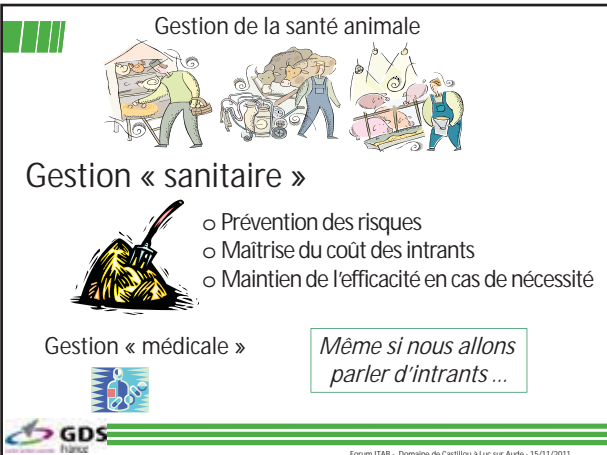 Gestion de la santé animale
Gestion « sanitaire »
o Prévention des risques
o Maîtrise du coût des intrants
o Maintien de l'efficacité en cas de nécessité
Gestion « médicale »
Même si nous allons
parler d'intrants ...
GDS
France
Forum ITAB - Domaine de Castillou à Luc sur Aude - 15/11/2011